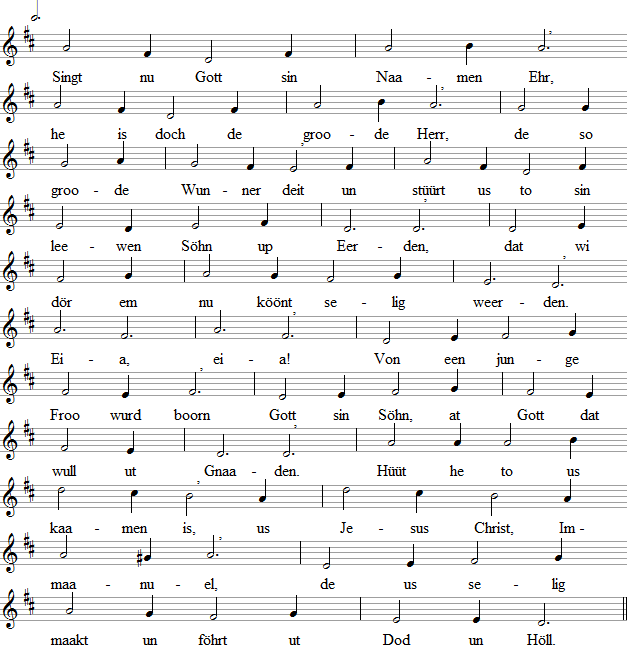 Singt nu Gott sin Naa - men Ehr,
he is doch de groo - de Herr, de so
groo - de Wun - ner deit un stüürt us to sin
lee - wen Söhn up Eer - den, dat wi
dör em nu köönt se - lig weer - den.
Ei - a, ei - a! Von een jun - ge
Froo wurd boorn Gott sin Söhn, at Gott dat
wull ut Gnaa - den. Hüüt he to us
kaa - men is, us Je - sus Christ, Im -
maa - nu - el, de us se - lig
maakt un föhrt ut Dod un Höll.